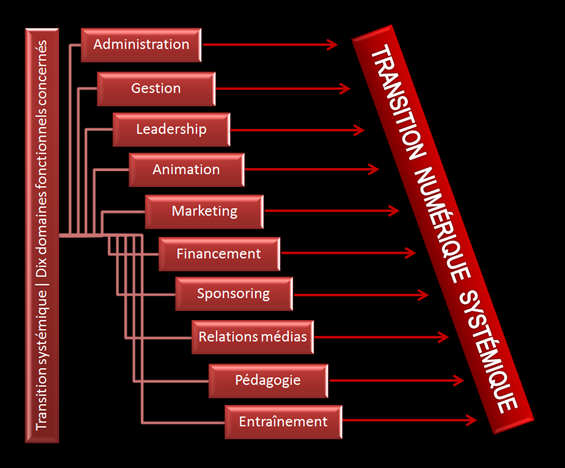 Transition systémique | Dix domaines fonctionnels concernés
Administration
Gestion
Leadership
Animation
Marketing
Financement
Sponsoring
Relations médias
Pédagogie
Entraînement
TRANSITION NUMÉRIQUE SYSTÉMIQUE